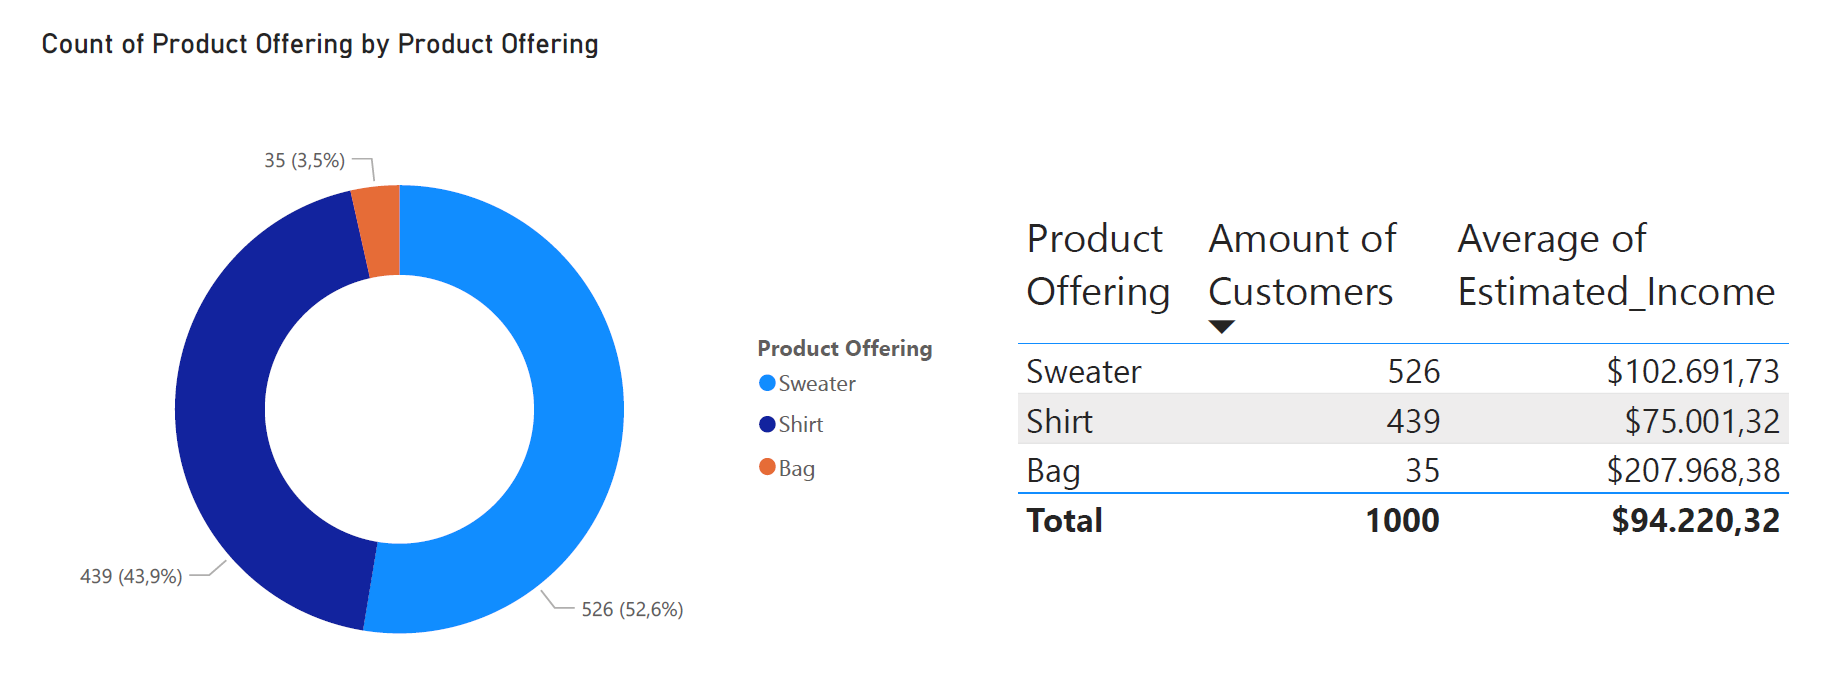 Count of Product Offering by Product Offering
35 (3,5%)
439 (43,9%)
526 (52,6%)
Product Offering
Sweater
Shirt
Bag
Product Offering Amount of Customers Average of Estimated_Income
Sweater 526 $102.691,73
Shirt 439 $75.001,32
Bag 35 $207.968,38
Total 1000 $94.220,32